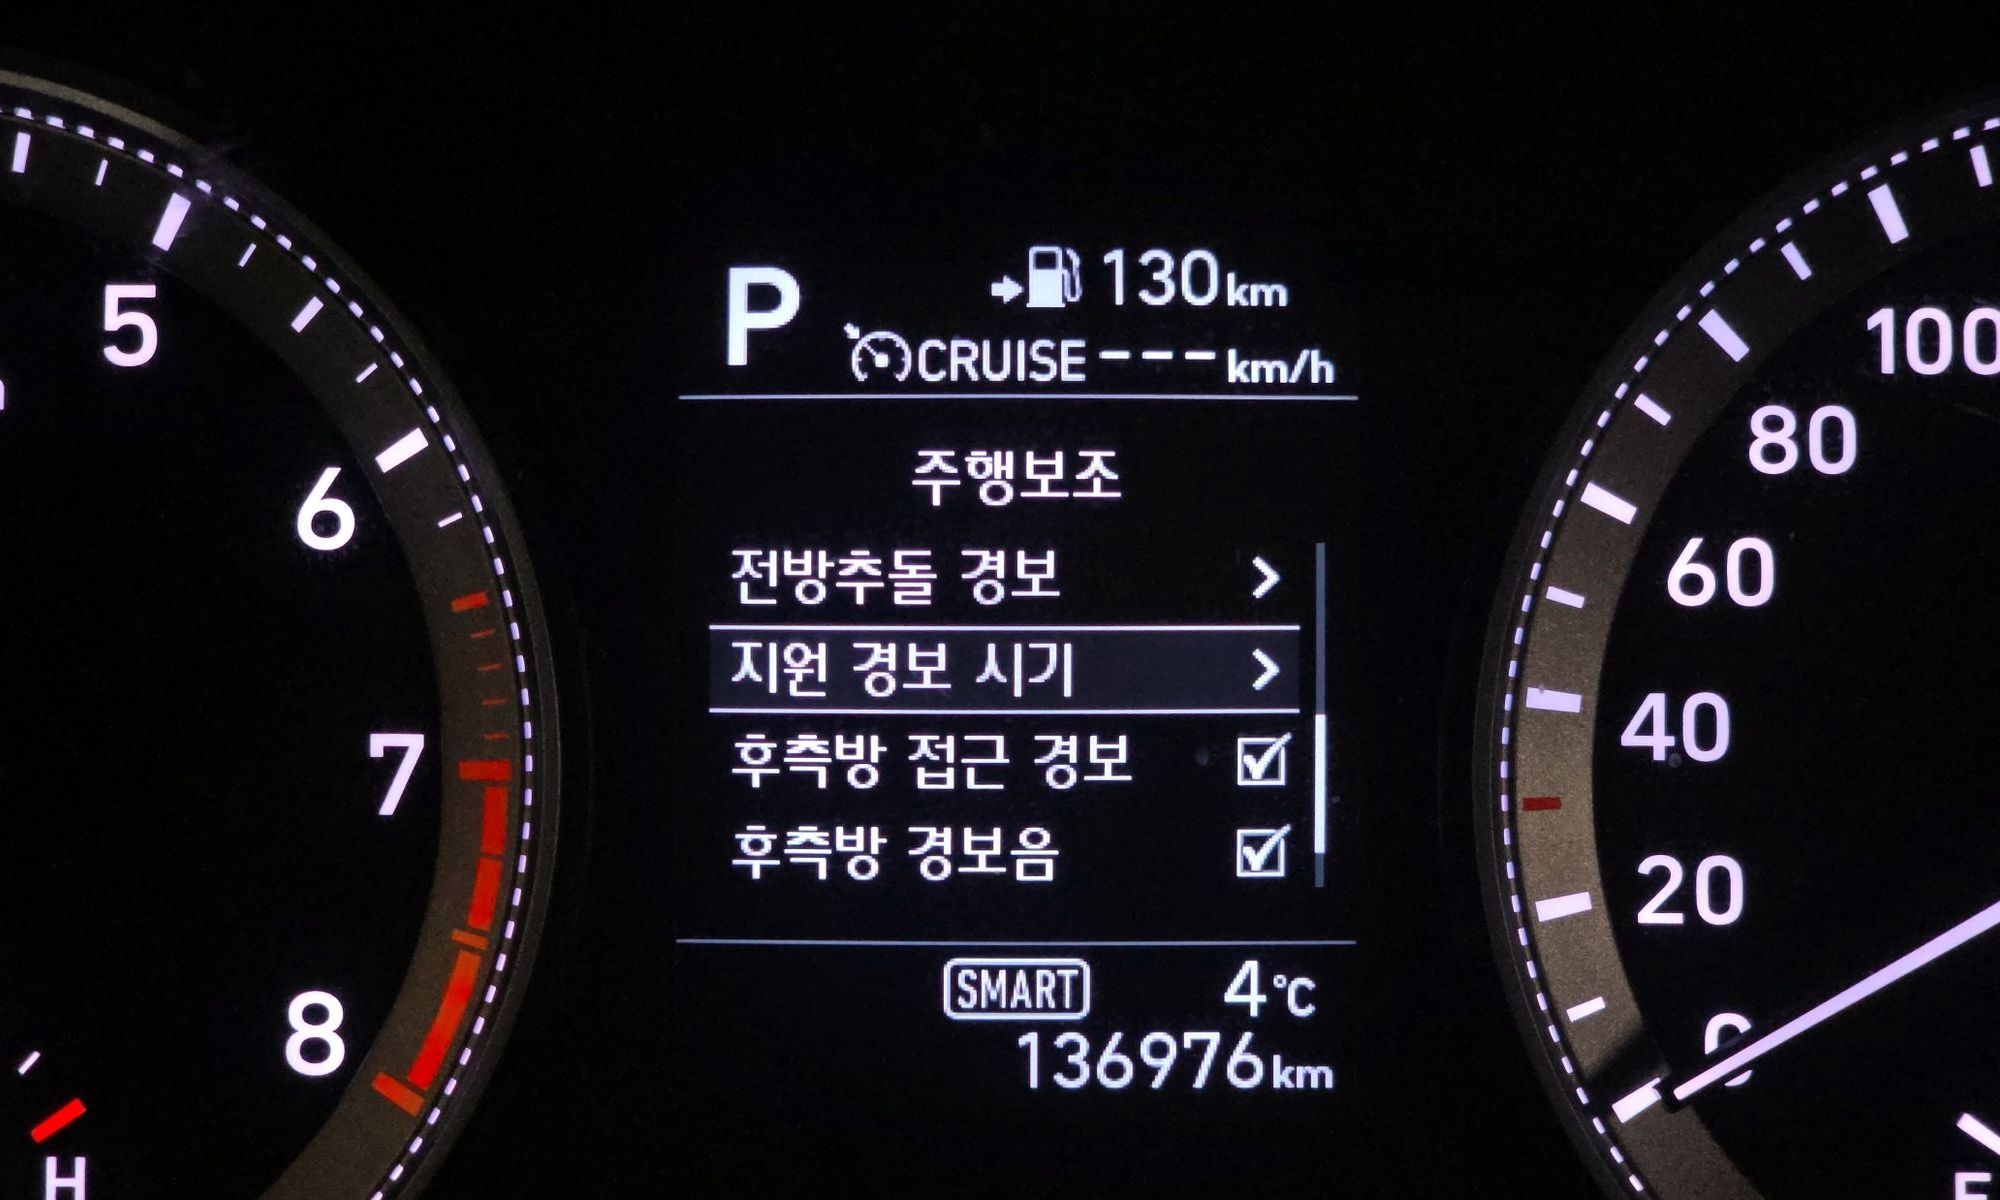 P
130km
CRUISE ---km/h
주행보조
전방추돌 경보
지원 경보 시기
후측방 접근 경보
후측방 경보음
SMART 4°C
136976km
5
6
7
8
H
100
80
60
40
20
0